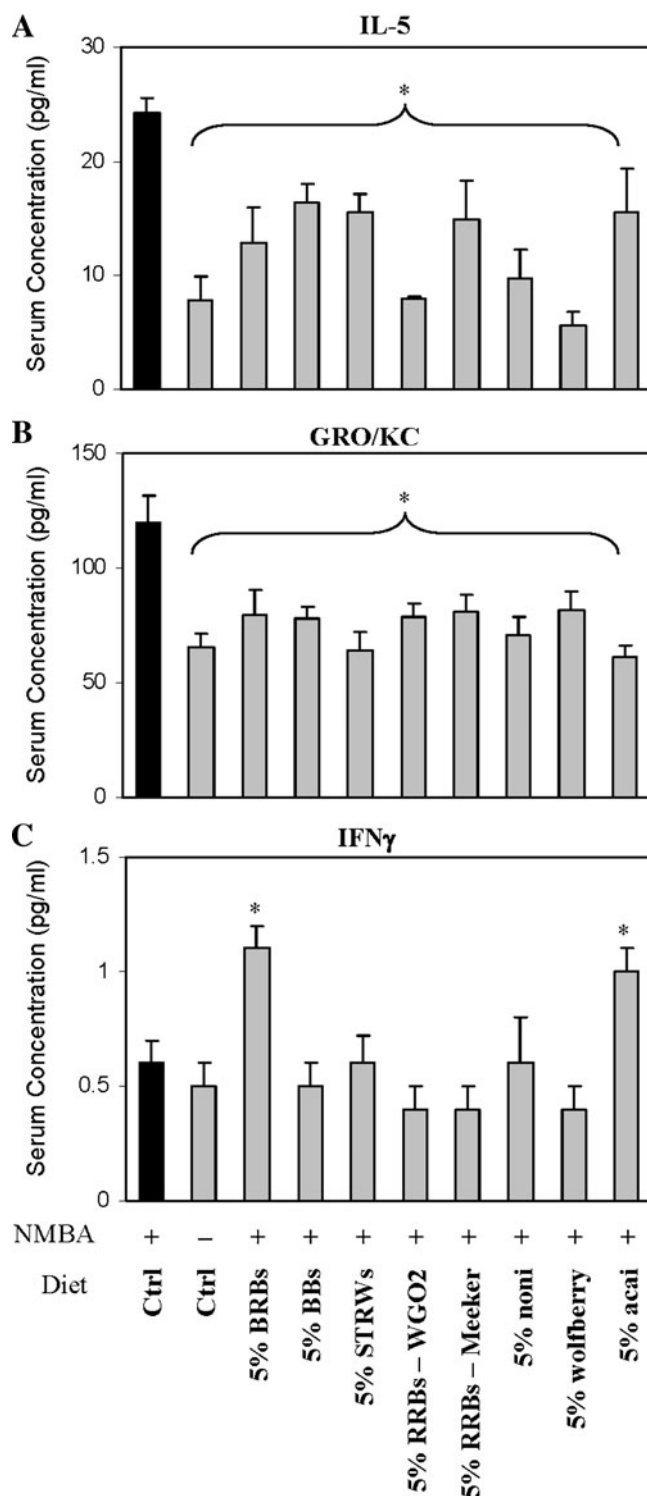 A
IL-5
Serum Concentration (pg/ml)
30
20
10
0
*
B
GRO/KC
Serum Concentration (pg/ml)
150
100
50
0
*
C
IFNγ
Serum Concentration (pg/ml)
1.5
1
0.5
0
*
*
NMBA + – + + + + + + + +
Diet
Ctrl
Ctrl
5% BRBs
5% BBs
5% STRWs
5% RRBs – WGO2
5% RRBs – Meeker
5% noni
5% wolfberry
5% acai